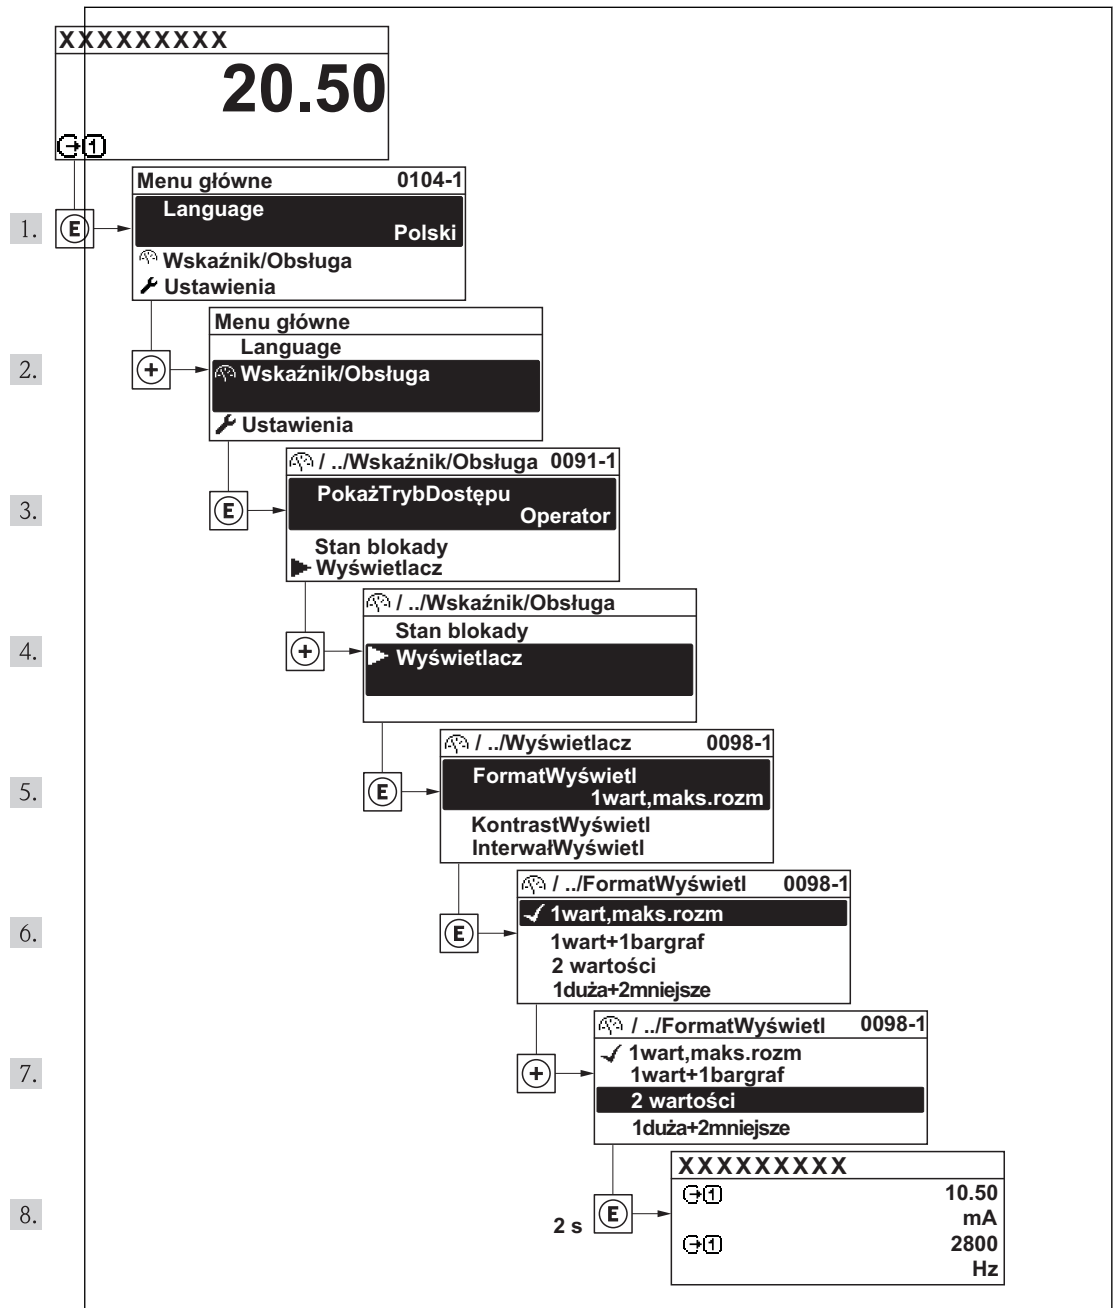 XXXXXXXXX
20.50
1
Menu główne 0104-1
Language
Polski
1. E
Wskaźnik/Obsługa
Ustawienia
Menu główne
Language
2. + Wskaźnik/Obsługa
Ustawienia
/ ../Wskaźnik/Obsługa 0091-1
PokażTrybDostępu
3. E Operator
Stan blokady
Wyświetlacz
/ ../Wskaźnik/Obsługa
Stan blokady
4. + Wyświetlacz
/ ../Wyświetlacz 0098-1
FormatWyświetl
5. E 1wart,maks.rozm
KontrastWyświetl
InterwałWyświetl
/ ../FormatWyświetl 0098-1
1wart,maks.rozm
6. E 1wart+1bargraf
2 wartości
1duża+2mniejsze
/ ../FormatWyświetl 0098-1
1wart,maks.rozm
7. + 1wart+1bargraf
2 wartości
1duża+2mniejsze
XXXXXXXXX
1 10.50
8. 2 s E mA
1 2800
Hz